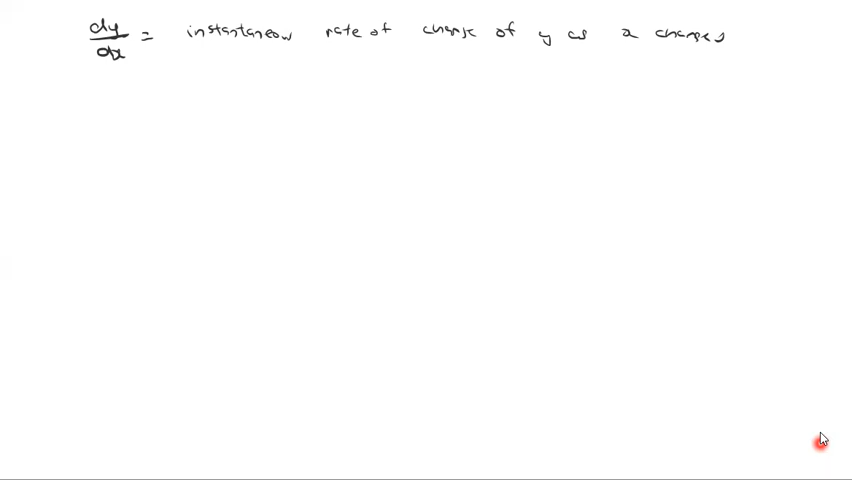 dy/dx = instantaneous rate of change of y as x changes